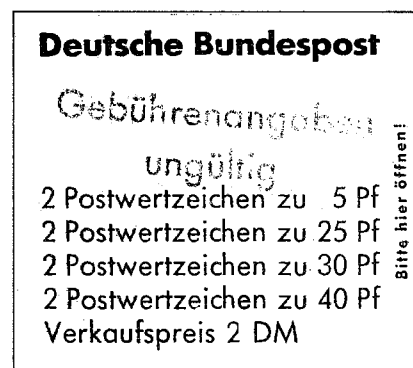 Deutsche Bundespost
Gebührenangaben
ungültig
2 Postwertzeichen zu 5 Pf
2 Postwertzeichen zu 25 Pf
2 Postwertzeichen zu 30 Pf
2 Postwertzeichen zu 40 Pf
Verkaufspreis 2 DM
Bitte hier öffnen!